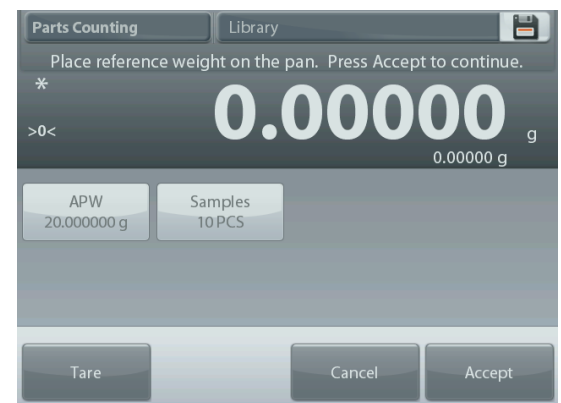 Parts Counting Library
Place reference weight on the pan. Press Accept to continue.
*
>0< 0.00000 g
0.00000 g
APW Samples
20.000000 g 10 PCS
Tare Cancel Accept